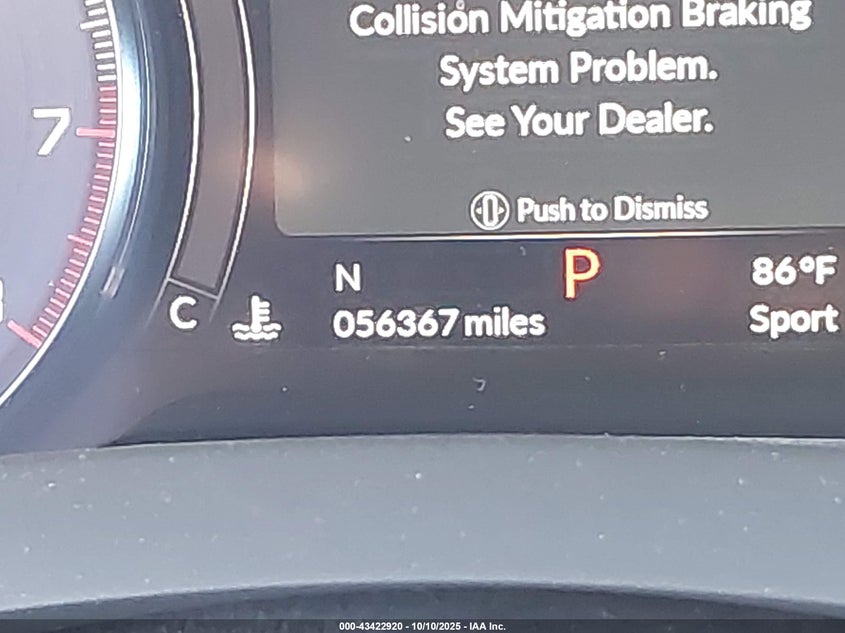 Collision Mitigation Braking
System Problem.
See Your Dealer.
Push to Dismiss
7
N
P
86°F
C
056367 miles
Sport
000-43422920 - 10/10/2025 - IAA Inc.